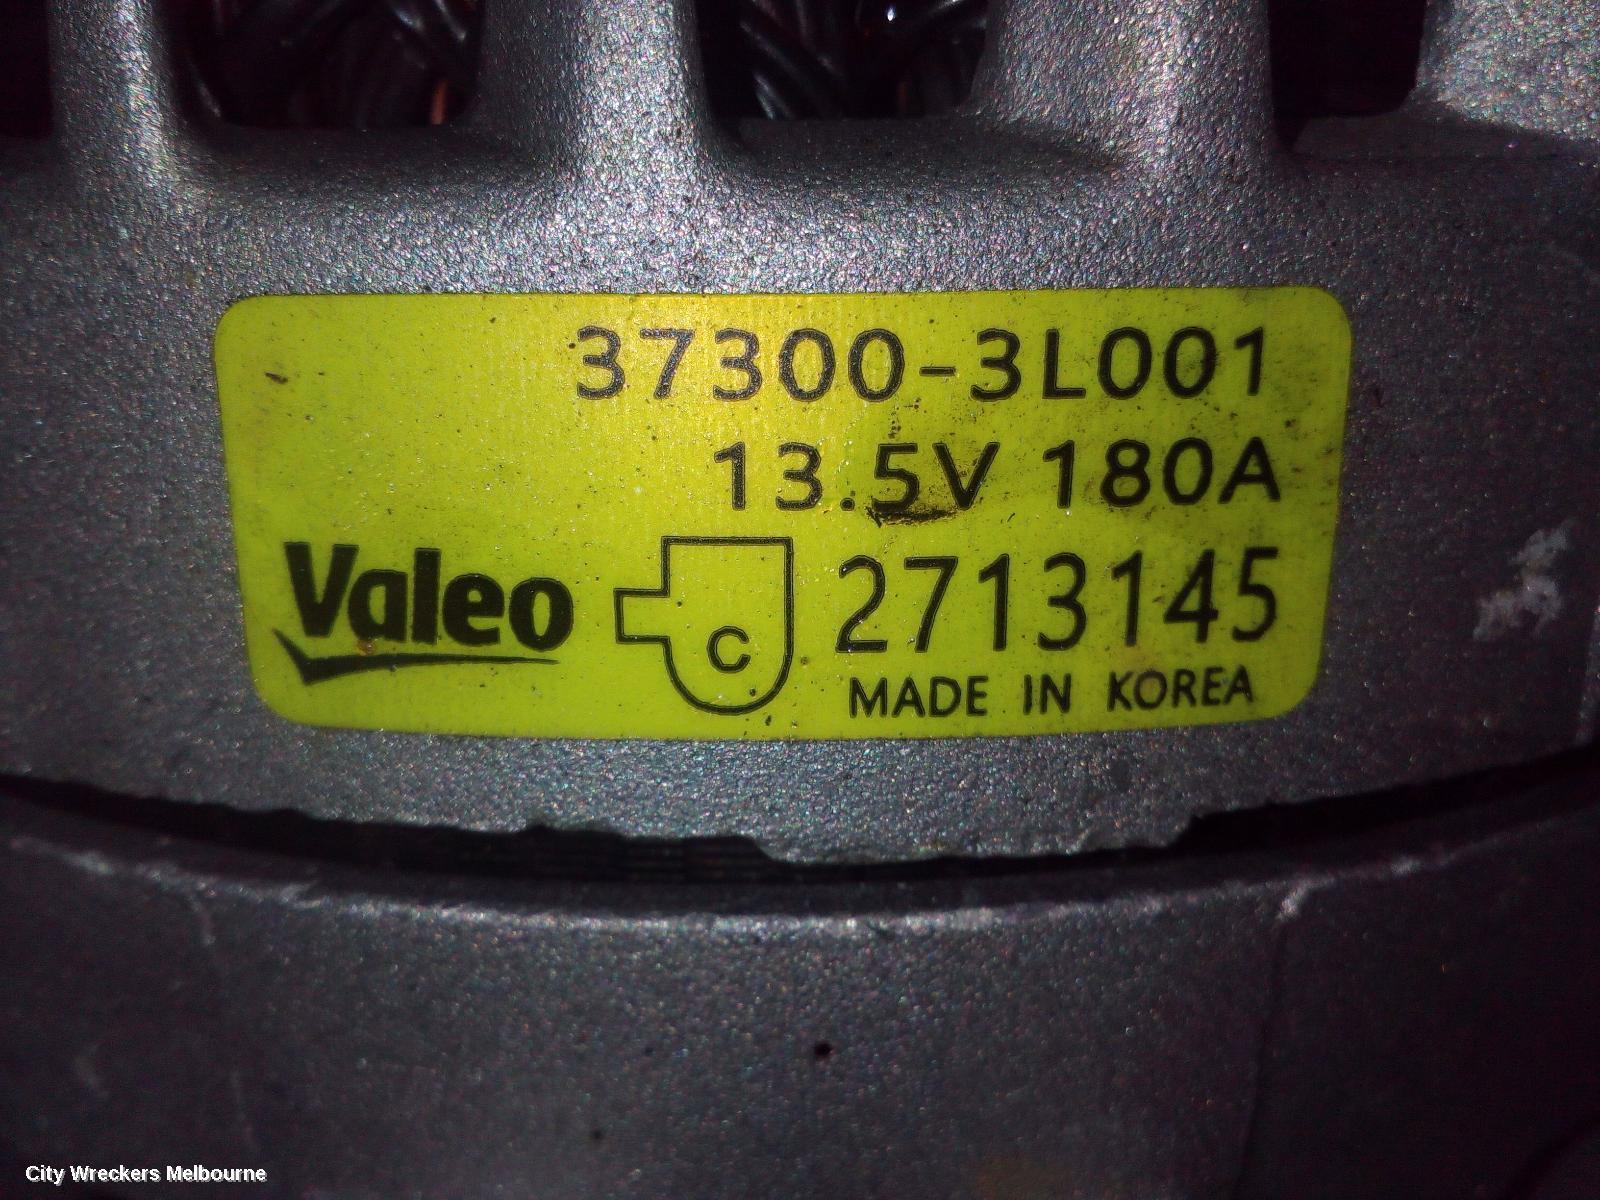 37300-3L001
13.5V 180A
Valeo C 2713145
MADE IN KOREA
City Wreckers Melbourne